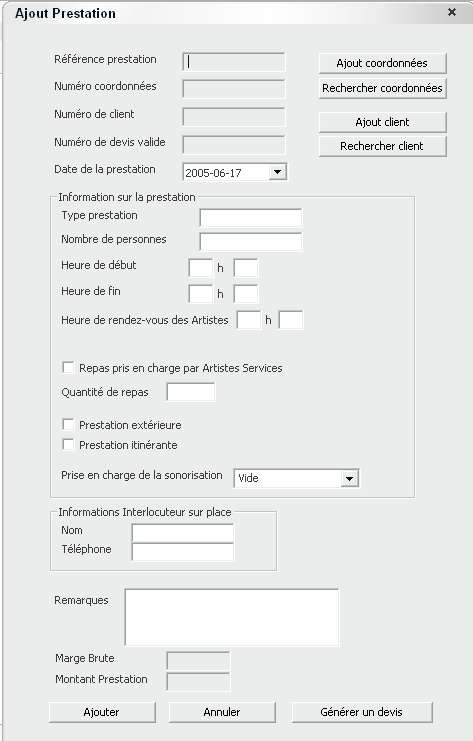 Ajout Prestation
Référence prestation
Ajout coordonnées
Numéro coordonnées
Rechercher coordonnées
Numéro de client
Ajout client
Numéro de devis valide
Rechercher client
Date de la prestation 2005-06-17
Information sur la prestation
Type prestation
Nombre de personnes
Heure de début h
Heure de fin h
Heure de rendez-vous des Artistes h
Repas pris en charge par Artistes Services
Quantité de repas
Prestation extérieure
Prestation itinérante
Prise en charge de la sonorisation Vide
Informations Interlocuteur sur place
Nom
Téléphone
Remarques
Marge Brute
Montant Prestation
Ajouter Annuler Générer un devis